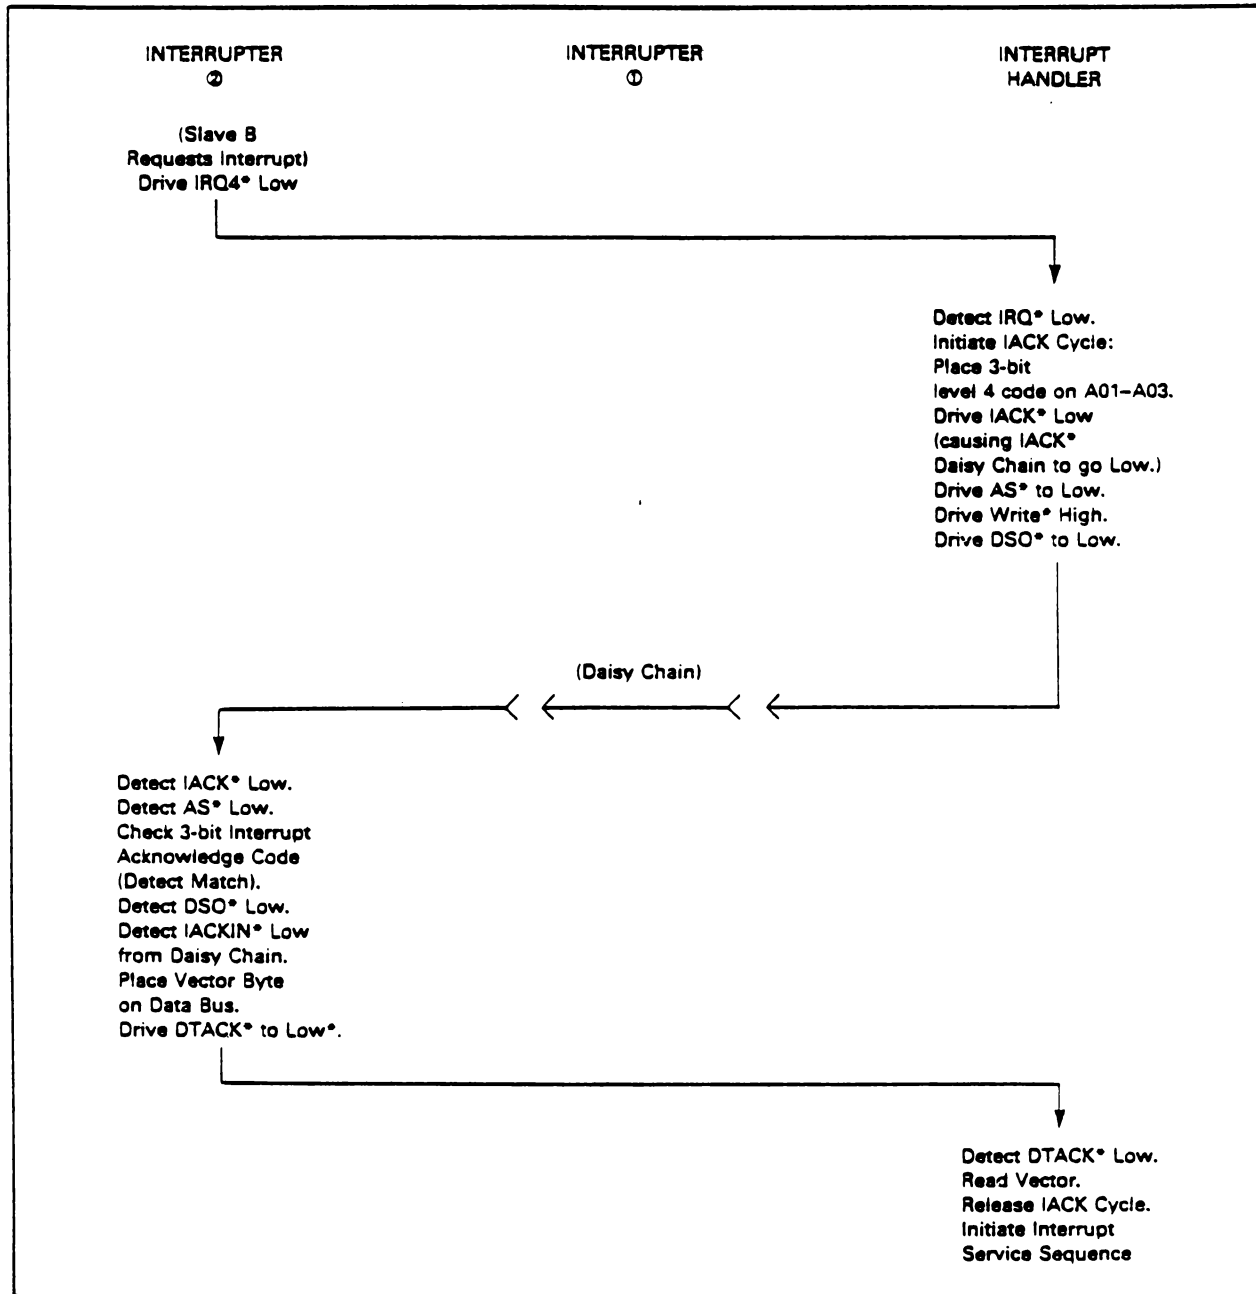 INTERRUPTER
②
INTERRUPTER
①
INTERRUPT
HANDLER
(Slave B
Requests Interrupt)
Drive IRQ4* Low
Detect IRQ* Low.
Initiate IACK Cycle:
Place 3-bit
level 4 code on A01–A03.
Drive IACK* Low
(causing IACK*
Daisy Chain to go Low.)
Drive AS* to Low.
Drive Write* High.
Drive DSO* to Low.
(Daisy Chain)
Detect IACK* Low.
Detect AS* Low.
Check 3-bit Interrupt
Acknowledge Code
(Detect Match).
Detect DSO* Low.
Detect IACKIN* Low
from Daisy Chain.
Place Vector Byte
on Data Bus.
Drive DTACK* to Low*.
Detect DTACK* Low.
Read Vector.
Release IACK Cycle.
Initiate Interrupt
Service Sequence